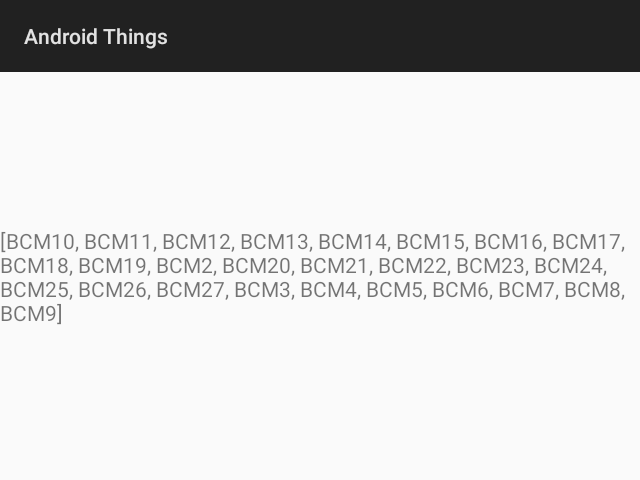 Android Things
[BCM10, BCM11, BCM12, BCM13, BCM14, BCM15, BCM16, BCM17,
BCM18, BCM19, BCM2, BCM20, BCM21, BCM22, BCM23, BCM24,
BCM25, BCM26, BCM27, BCM3, BCM4, BCM5, BCM6, BCM7, BCM8,
BCM9]